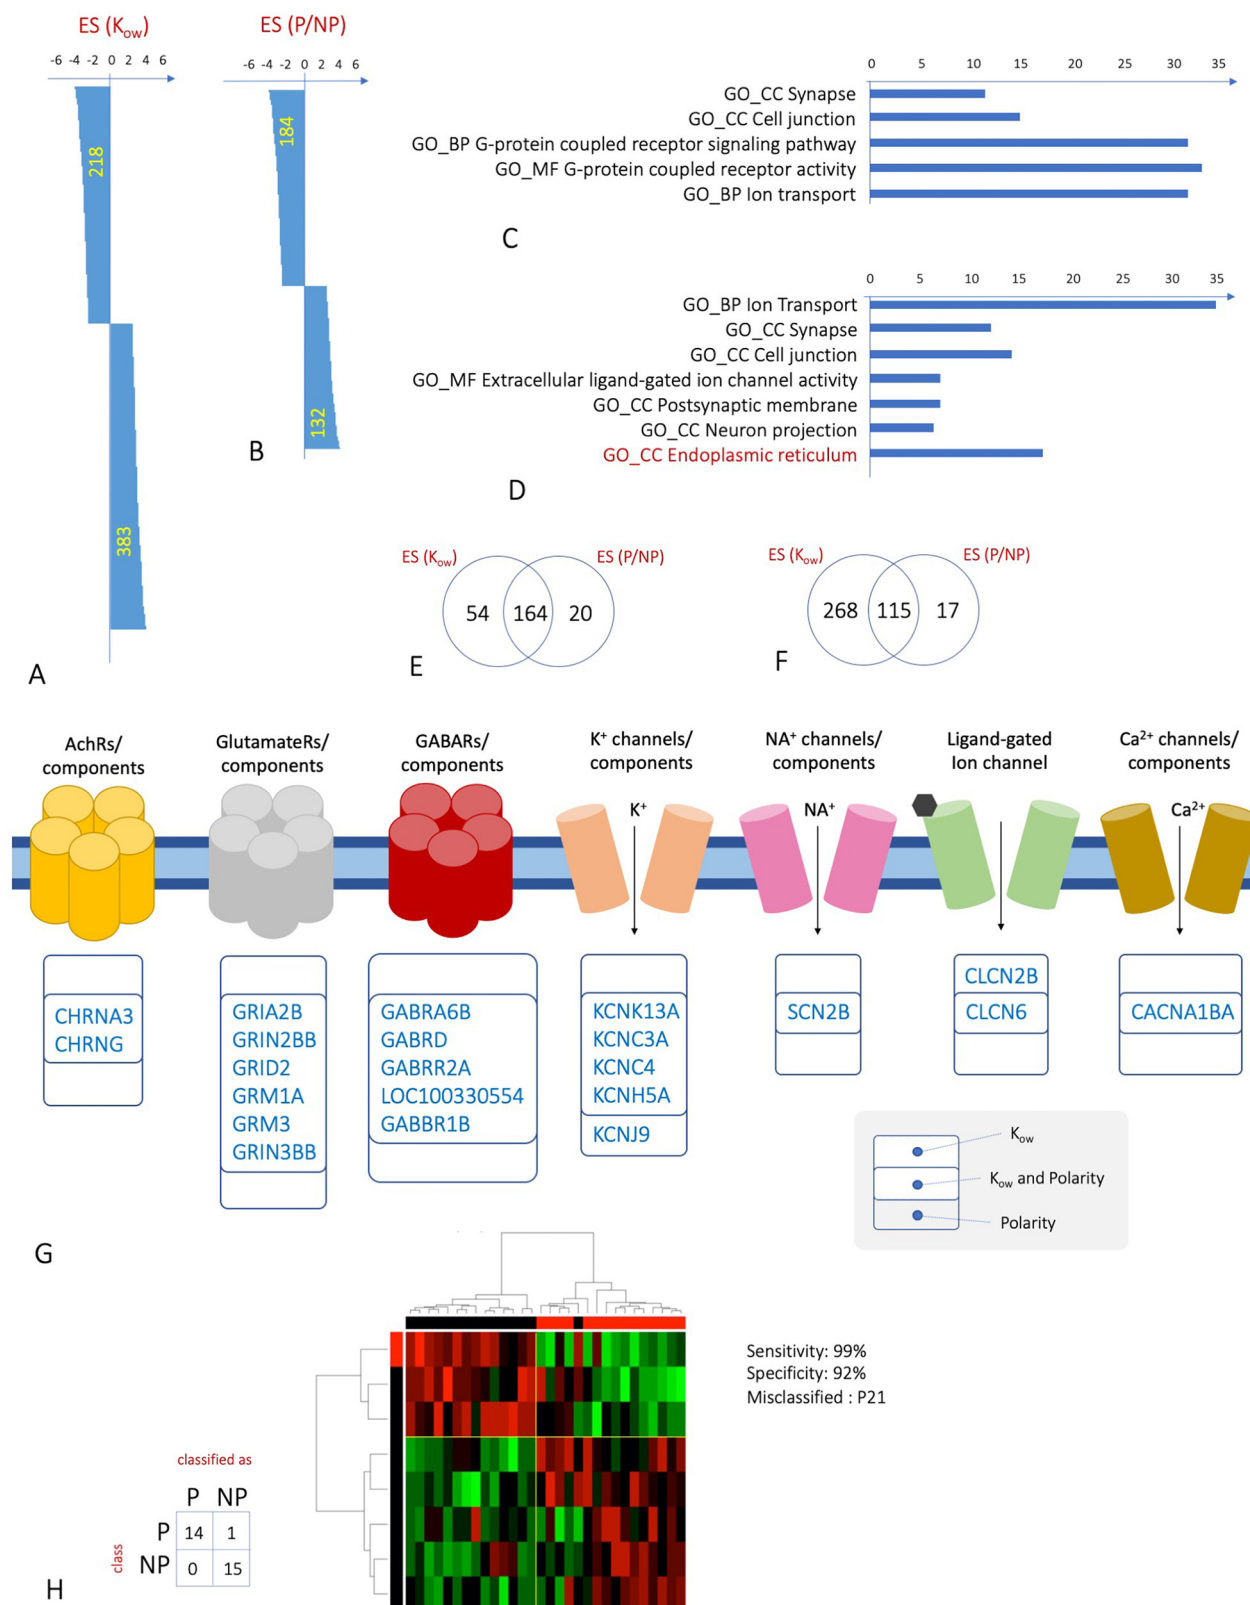 ES (Kow)
-6 -4 -2 0 2 4 6
218
383
A
ES (P/NP)
-6 -4 -2 0 2 4 6
184
132
B
0 5 10 15 20 25 30 35
GO_CC Synapse
GO_CC Cell junction
GO_BP G-protein coupled receptor signaling pathway
GO_MF G-protein coupled receptor activity
GO_BP Ion transport
C
0 5 10 15 20 25 30 35
GO_BP Ion Transport
GO_CC Synapse
GO_CC Cell junction
GO_MF Extracellular ligand-gated ion channel activity
GO_CC Postsynaptic membrane
GO_CC Neuron projection
GO_CC Endoplasmic reticulum
D
ES (Kow) ES (P/NP)
54 164 20
E
ES (Kow) ES (P/NP)
268 115 17
F
AchRs/
components
GlutamateRs/
components
GABARs/
components
K+ channels/
components
NA+ channels/
components
Ligand-gated
Ion channel
Ca2+ channels/
components
K+
NA+
Ca2+
CHRNA3
CHRNG
GRIA2B
GRIN2BB
GRID2
GRM1A
GRM3
GRIN3BB
GABRA6B
GABRD
GABRR2A
LOC100330554
GABBR1B
KCNK13A
KCNC3A
KCNC4
KCNH5A
KCNJ9
SCN2B
CLCN2B
CLCN6
CACNA1BA
Kow
Kow and Polarity
Polarity
G
Sensitivity: 99%
Specificity: 92%
Misclassified : P21
classified as
P NP
class
P 14 1
NP 0 15
H